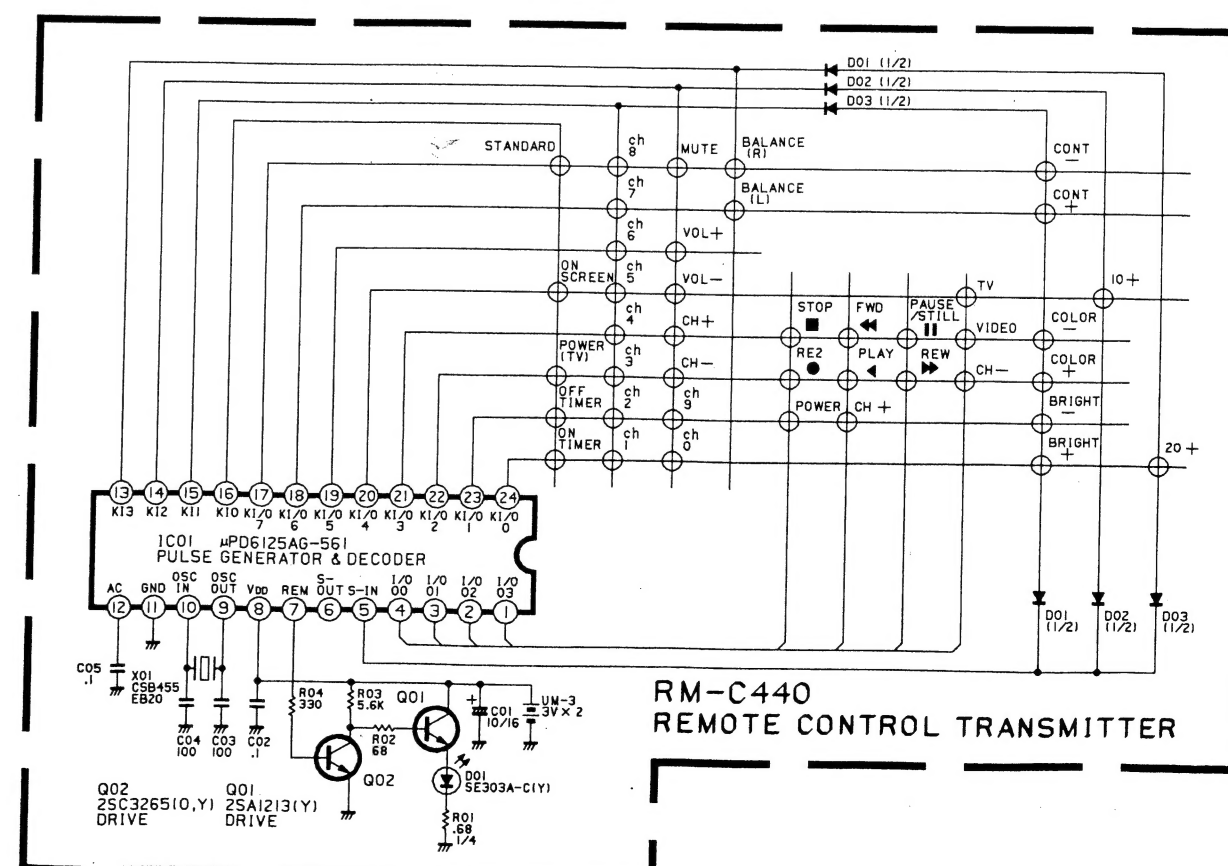 D01 (1/2)
D02 (1/2)
D03 (1/2)
STANDARD
ch
8
MUTE
BALANCE
(R)
CONT
−
ch
7
BALANCE
(L)
CONT
+
ch
6
VOL+
ON
SCREEN
ch
5
VOL−
TV
10+
ch
4
CH+
STOP
FWD
PAUSE
/STILL
VIDEO
COLOR
−
POWER
(TV)
ch
3
CH−
RE2
PLAY
REW
CH−
COLOR
+
OFF
TIMER
ch
2
ch
9
POWER
CH +
BRIGHT
−
ON
TIMER
ch
1
ch
0
BRIGHT
+
20+
13 14 15 16 17 18 19 20 21 22 23 24
KI3 KI2 KI1 KI0 KI/O KI/O KI/O KI/O KI/O KI/O KI/O KI/O
7 6 5 4 3 2 1 0
IC01 μPD6125AG-561
PULSE GENERATOR & DECODER
AC GND OSC IN OSC OUT VDD REM S-OUT S-IN I/O 00 I/O 01 I/O 02 I/O 03
12 11 10 9 8 7 6 5 4 3 2 1
D01
(1/2)
D02
(1/2)
D03
(1/2)
C05
.1
X01
CSB455
EB20
C04
100
C03
100
C02
.1
R04
330
R03
5.6K
R02
68
Q01
Q02
+
C01
10/16
UM-3
3V×2
D01
SE303A-C(Y)
R01
.68
1/4
RM-C440
REMOTE CONTROL TRANSMITTER
Q02
2SC3265(O,Y)
DRIVE
Q01
2SA1213(Y)
DRIVE